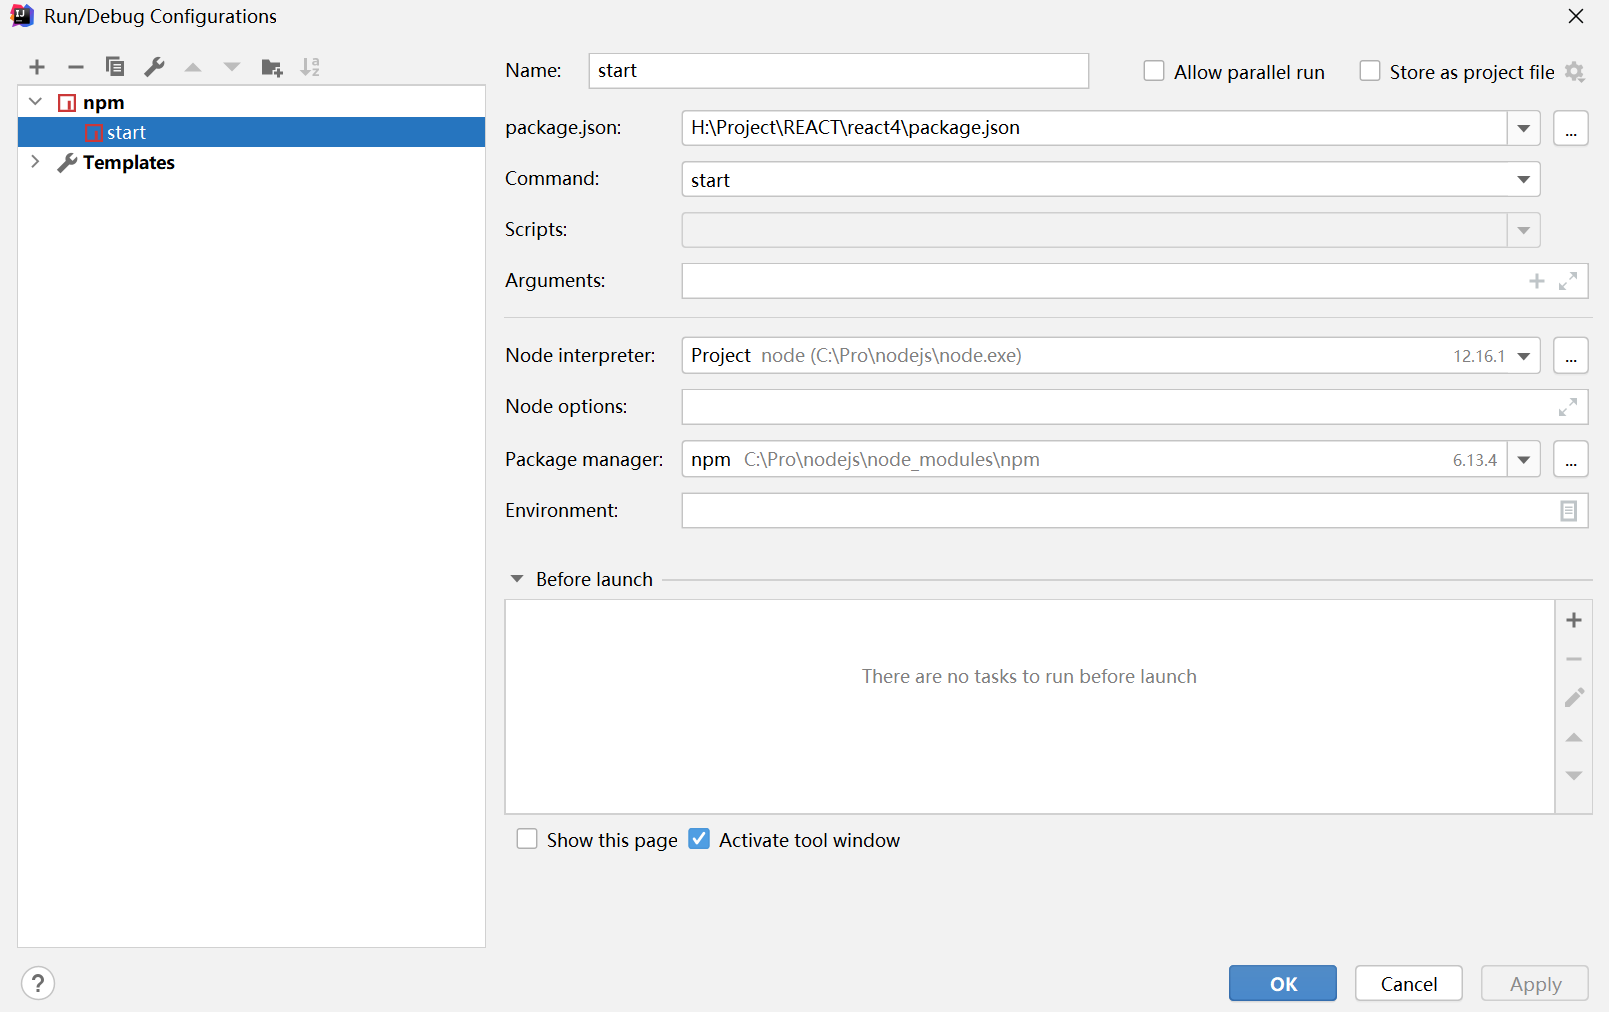 Run/Debug Configurations
npm
start
Templates
Name: start Allow parallel run Store as project file
package.json: H:\Project\REACT\react4\package.json ...
Command: start
Scripts:
Arguments:
Node interpreter: Project node (C:\Pro\nodejs\node.exe) 12.16.1 ...
Node options:
Package manager: npm C:\Pro\nodejs\node_modules\npm 6.13.4 ...
Environment:
Before launch
There are no tasks to run before launch
Show this page Activate tool window
? OK Cancel Apply